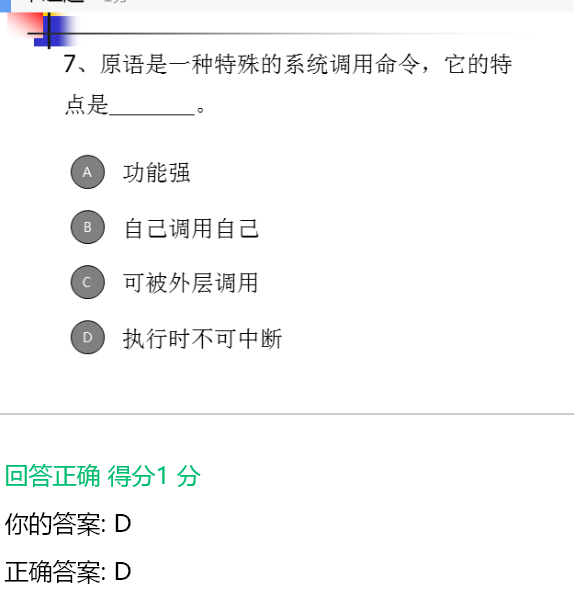 7、原语是一种特殊的系统调用命令，它的特
点是________。
A 功能强
B 自己调用自己
C 可被外层调用
D 执行时不可中断
回答正确 得分1 分
你的答案: D
正确答案: D